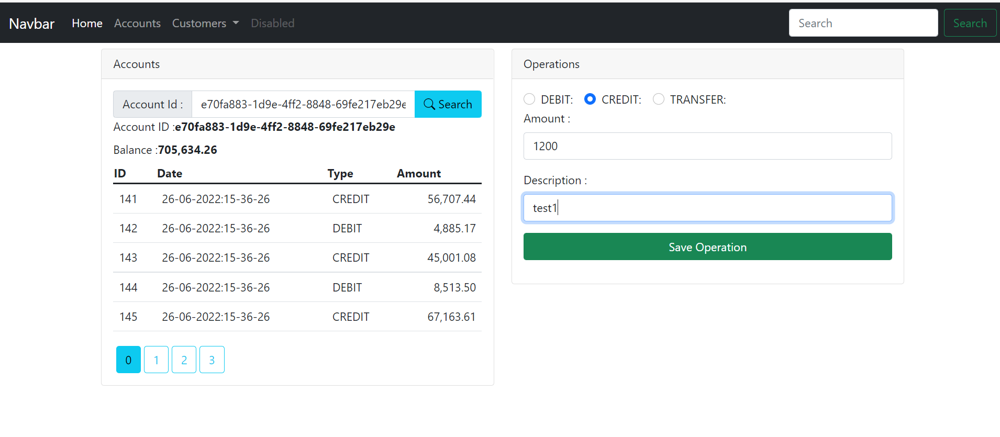 Navbar Home Accounts Customers Disabled Search Search
Accounts
Account Id : e70fa883-1d9e-4ff2-8848-69fe217eb29e Search
Account ID :e70fa883-1d9e-4ff2-8848-69fe217eb29e
Balance :705,634.26
ID Date Type Amount
141 26-06-2022:15-36-26 CREDIT 56,707.44
142 26-06-2022:15-36-26 DEBIT 4,885.17
143 26-06-2022:15-36-26 CREDIT 45,001.08
144 26-06-2022:15-36-26 DEBIT 8,513.50
145 26-06-2022:15-36-26 CREDIT 67,163.61
0 1 2 3
Operations
DEBIT: CREDIT: TRANSFER:
Amount :
1200
Description :
test1
Save Operation